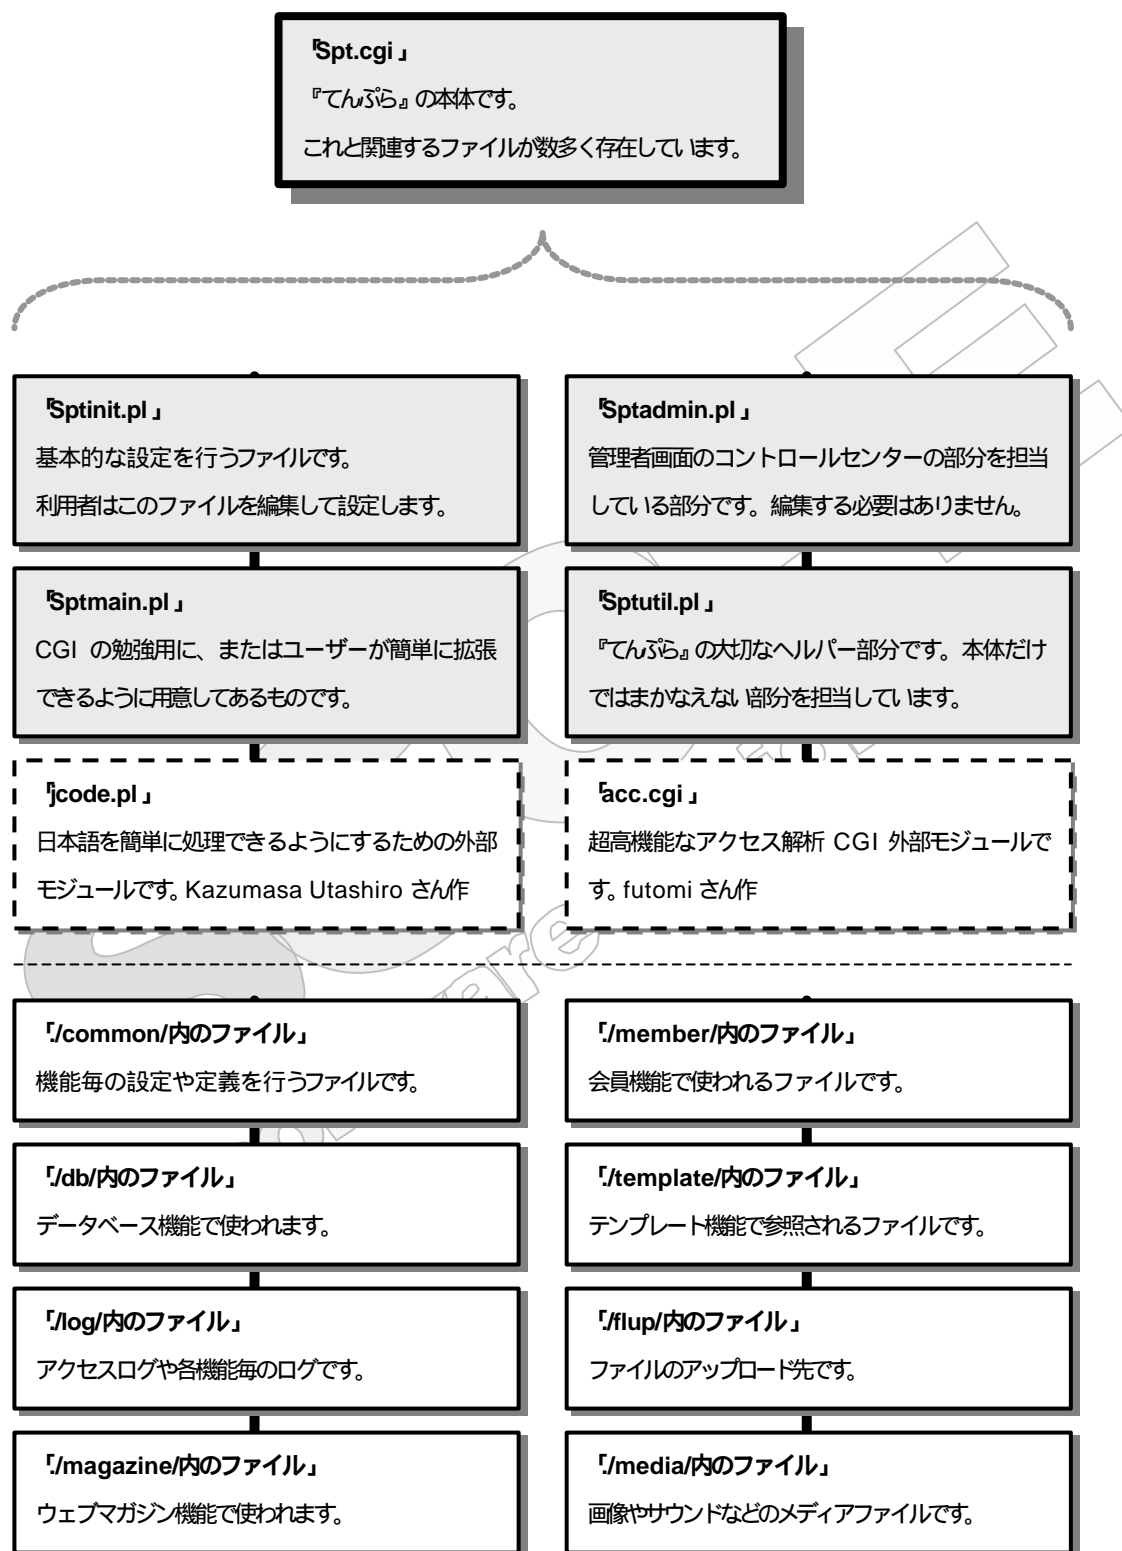 『Spt.cgi』
『てんぷら』の本体です。
これと関連するファイルが数多く存在しています。
『Sptinit.pl』
基本的な設定を行うファイルです。
利用者はこのファイルを編集して設定します。
『Sptadmin.pl』
管理者画面のコントロールセンターの部分を担当
している部分です。編集する必要はありません。
『Sptmain.pl』
CGI の勉強用に、またはユーザーが簡単に拡張
できるように用意してあるものです。
『Sptutil.pl』
『てんぷら』の大切なヘルパー部分です。本体だけ
ではまかなえない部分を担当しています。
『jcode.pl』
日本語を簡単に処理できるようにするための外部
モジュールです。Kazumasa Utashiro さん作
『acc.cgi』
超高機能なアクセス解析 CGI 外部モジュールで
す。futomi さん作
「./common/内のファイル」
機能毎の設定や定義を行うファイルです。
「./member/内のファイル」
会員機能で使われるファイルです。
「./db/内のファイル」
データベース機能で使われます。
「./template/内のファイル」
テンプレート機能で参照されるファイルです。
「./log/内のファイル」
アクセスログや各機能毎のログです。
「./flup/内のファイル」
ファイルのアップロード先です。
「./magazine/内のファイル」
ウェブマガジン機能で使われます。
「./media/内のファイル」
画像やサウンドなどのメディアファイルです。